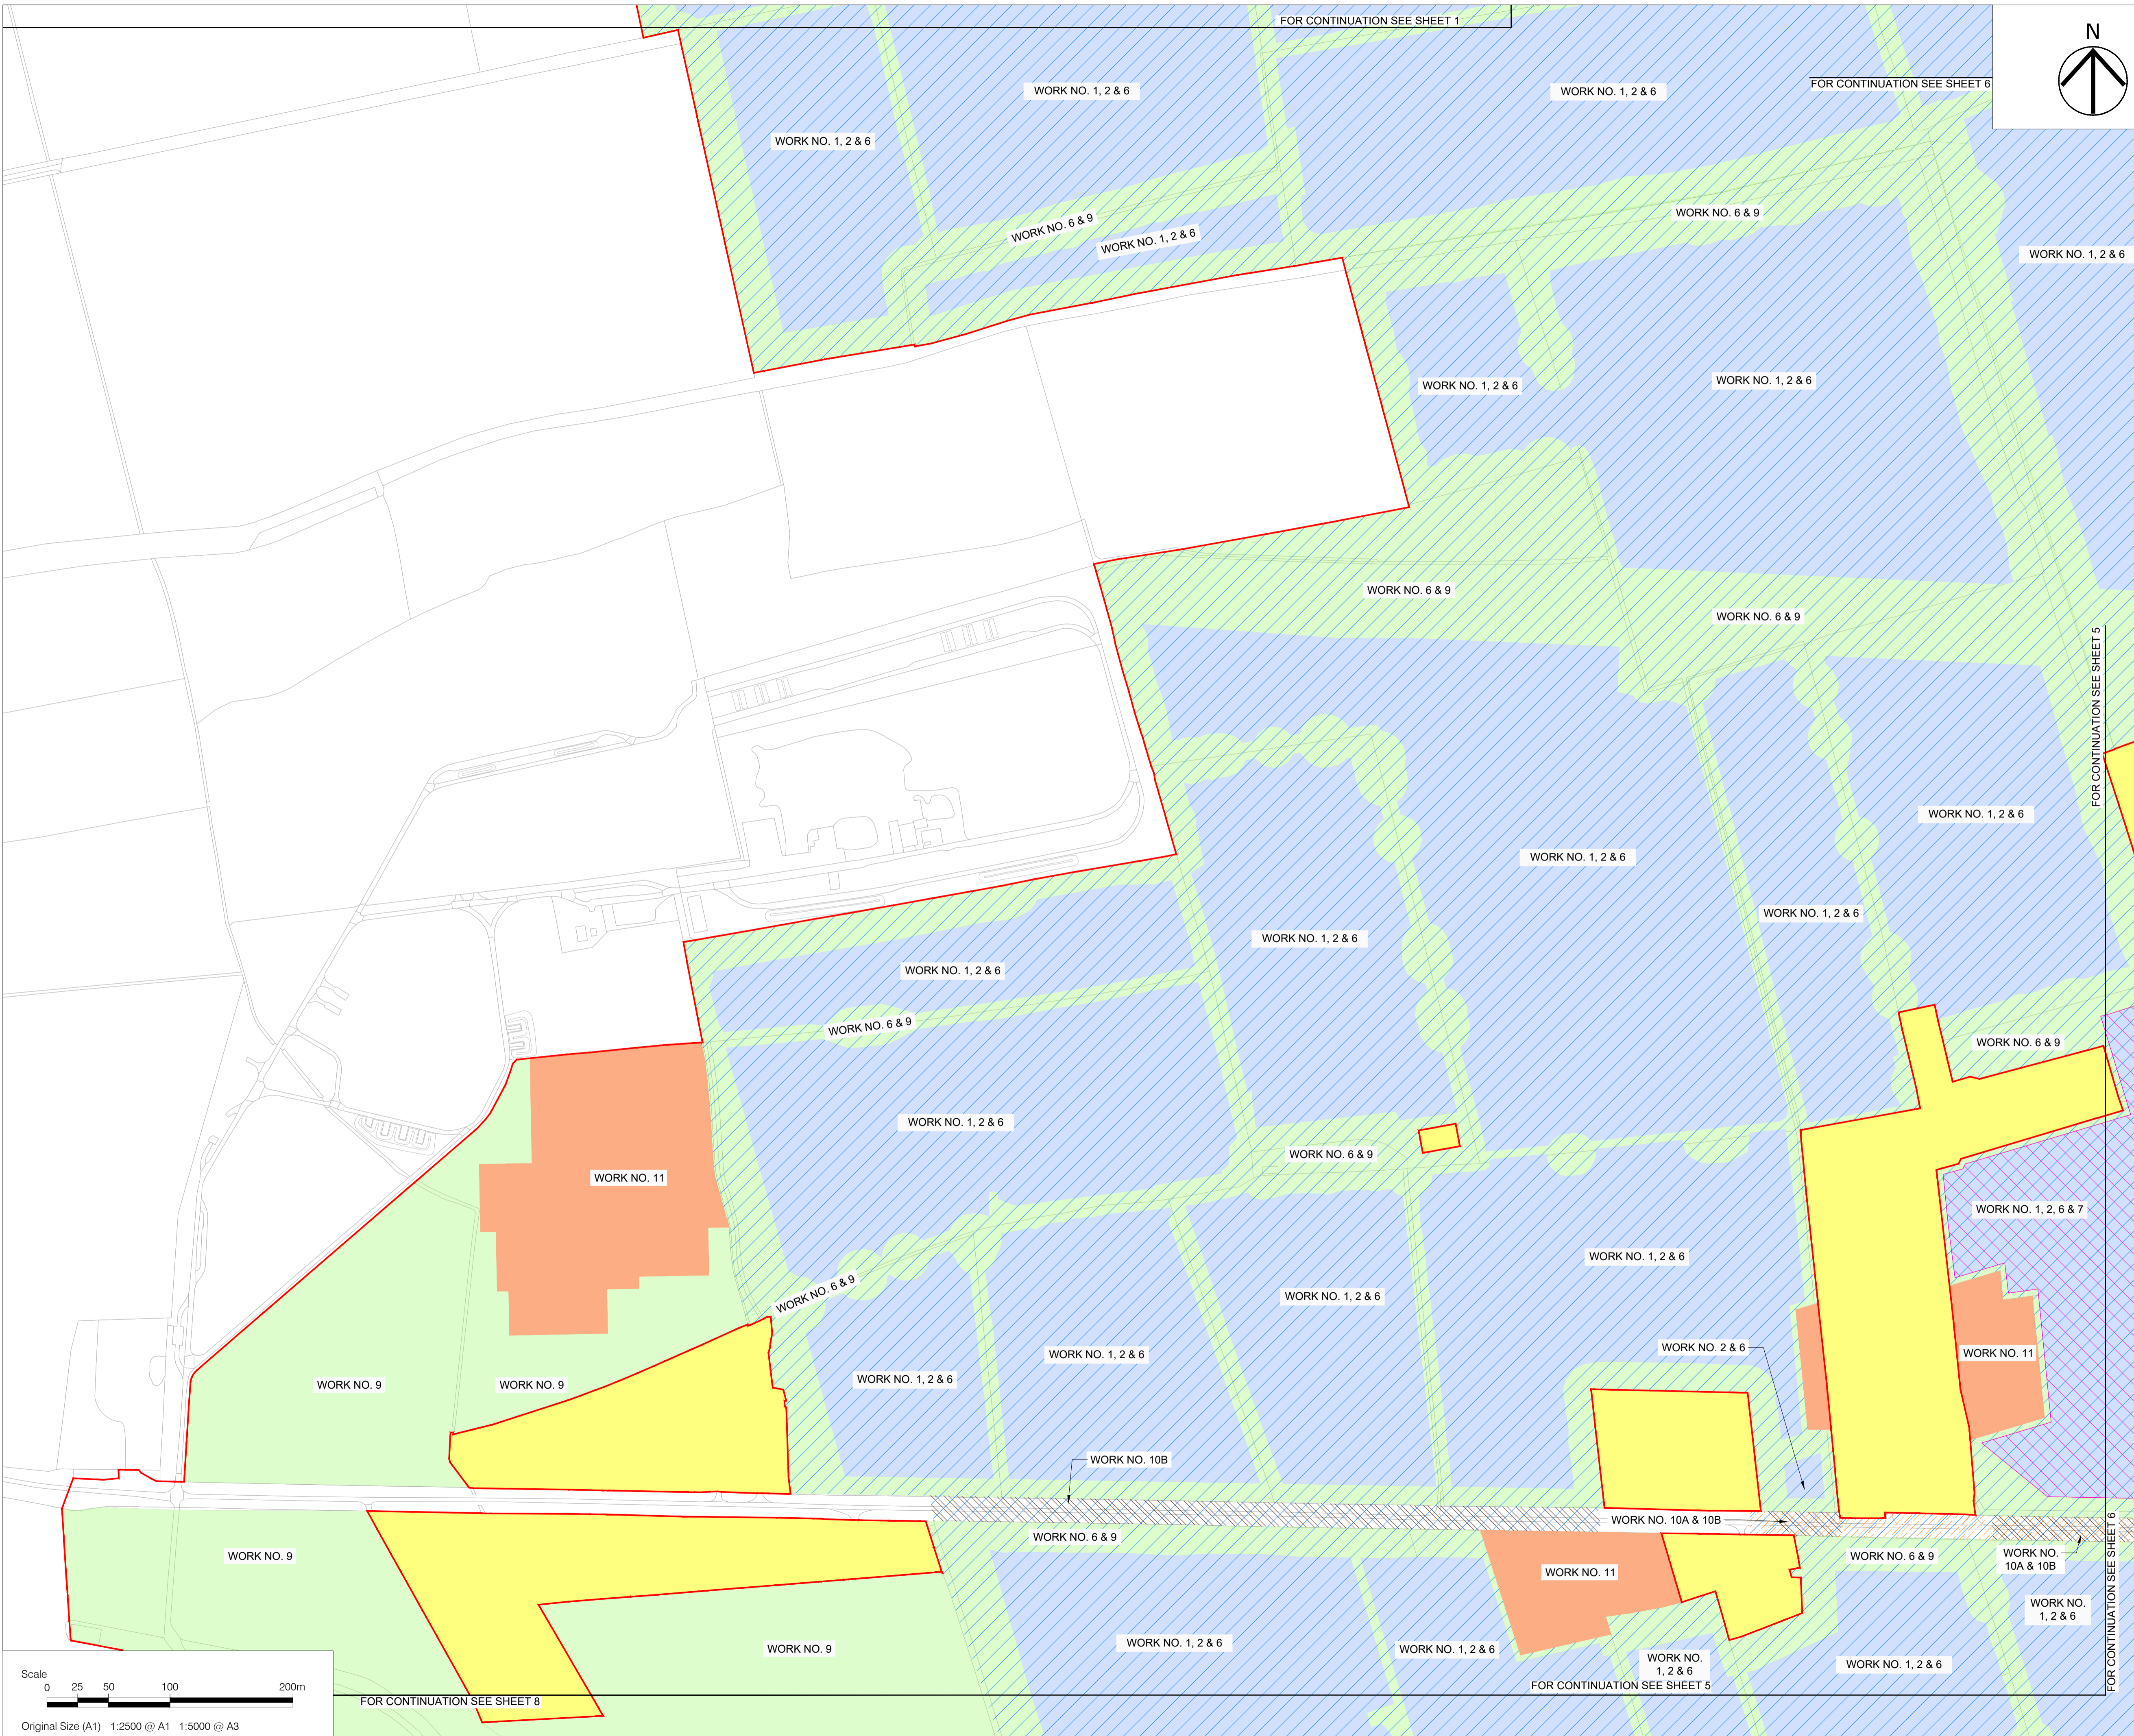 FOR CONTINUATION SEE SHEET 1
N
FOR CONTINUATION SEE SHEET 6
WORK NO. 1, 2 & 6
WORK NO. 1, 2 & 6
WORK NO. 1, 2 & 6
WORK NO. 6 & 9
WORK NO. 6 & 9
WORK NO. 1, 2 & 6
WORK NO. 1, 2 & 6
WORK NO. 1, 2 & 6
WORK NO. 1, 2 & 6
WORK NO. 6 & 9
WORK NO. 6 & 9
FOR CONTINUATION SEE SHEET 5
WORK NO. 1, 2 & 6
WORK NO. 1, 2 & 6
WORK NO. 1, 2 & 6
WORK NO. 1, 2 & 6
WORK NO. 1, 2 & 6
WORK NO. 6 & 9
WORK NO. 6 & 9
WORK NO. 1, 2 & 6
WORK NO. 6 & 9
WORK NO. 11
WORK NO. 1, 2, 6 & 7
WORK NO. 1, 2 & 6
WORK NO. 6 & 9
WORK NO. 1, 2 & 6
WORK NO. 2 & 6
WORK NO. 11
WORK NO. 1, 2 & 6
WORK NO. 1, 2 & 6
WORK NO. 9
WORK NO. 9
WORK NO. 10B
WORK NO. 10A & 10B
WORK NO. 6 & 9
WORK NO. 9
WORK NO. 6 & 9
WORK NO.
10A & 10B
WORK NO. 11
WORK NO.
1, 2 & 6
FOR CONTINUATION SEE SHEET 6
WORK NO. 9
WORK NO. 1, 2 & 6
WORK NO. 1, 2 & 6
WORK NO.
1, 2 & 6
WORK NO. 1, 2 & 6
FOR CONTINUATION SEE SHEET 5
FOR CONTINUATION SEE SHEET 8
Scale
0 25 50 100 200m
Original Size (A1) 1:2500 @ A1 1:5000 @ A3